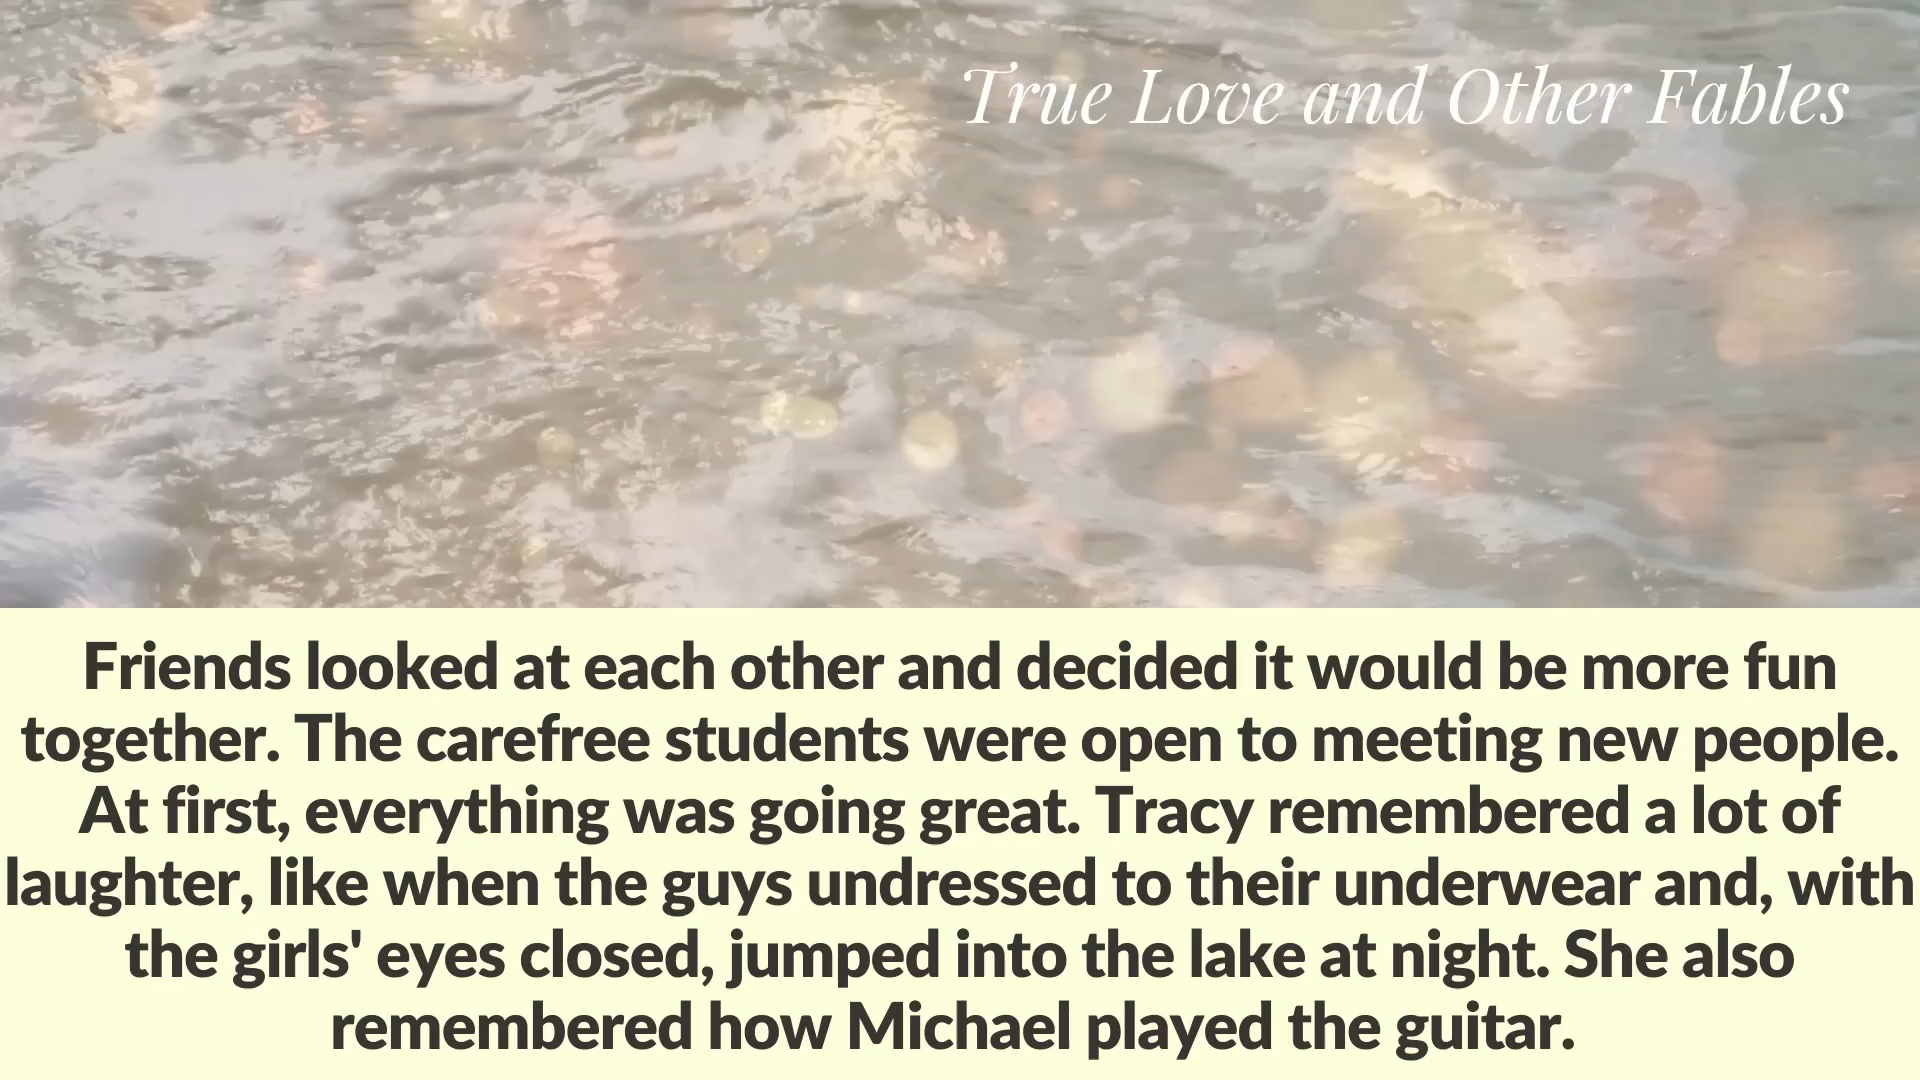 True Love and Other Fables
Friends looked at each other and decided it would be more fun
together. The carefree students were open to meeting new people.
At first, everything was going great. Tracy remembered a lot of
laughter, like when the guys undressed to their underwear and, with
the girls' eyes closed, jumped into the lake at night. She also
remembered how Michael played the guitar.